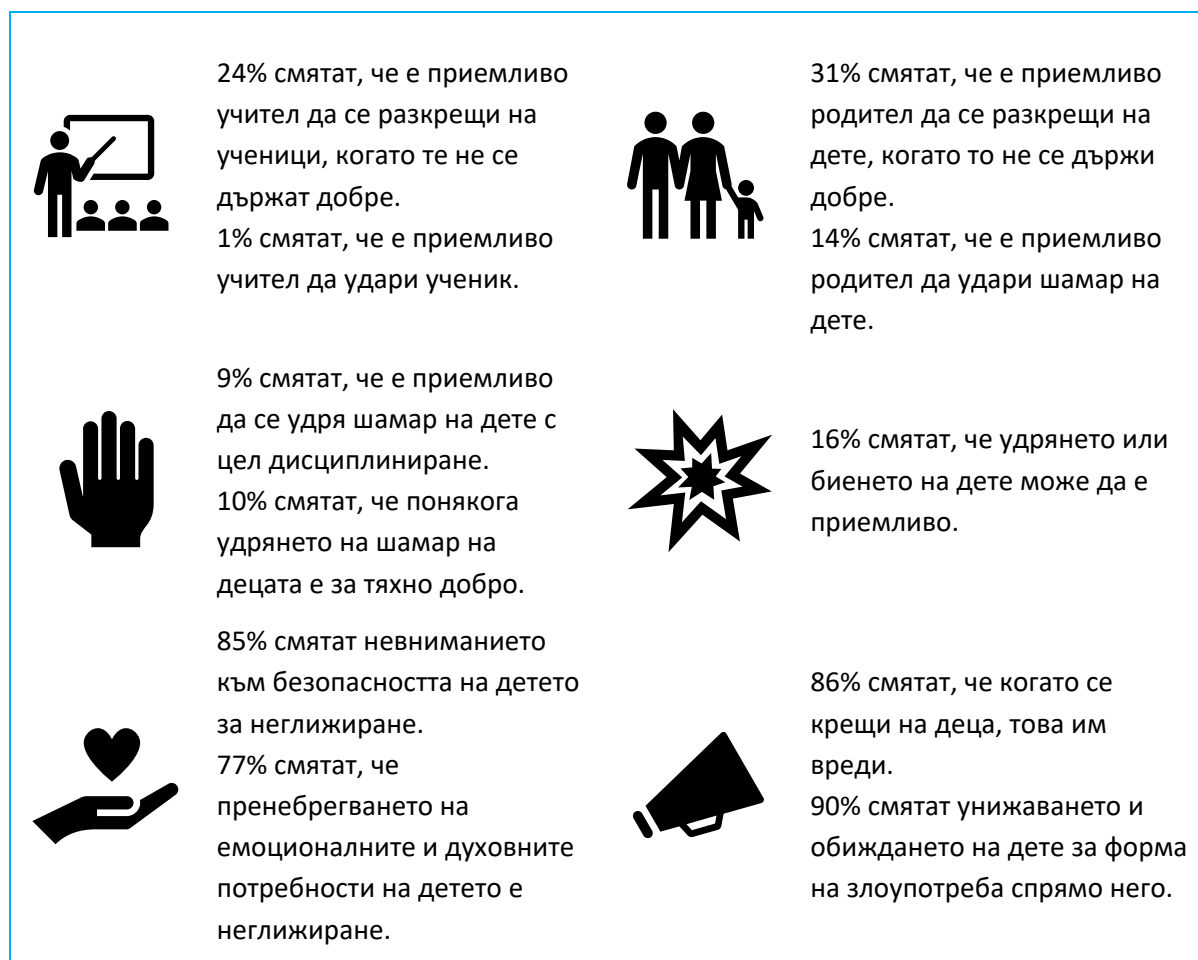 24% смятат, че е приемливо
учител да се разкрещи на
ученици, когато те не се
държат добре.
1% смятат, че е приемливо
учител да удари ученик.
31% смятат, че е приемливо
родител да се разкрещи на
дете, когато то не се държи
добре.
14% смятат, че е приемливо
родител да удари шамар на
дете.
9% смятат, че е приемливо
да се удря шамар на дете с
цел дисциплиниране.
10% смятат, че понякога
удрянето на шамар на
децата е за тяхно добро.
16% смятат, че удрянето или
биенето на дете може да е
приемливо.
85% смятат невниманието
към безопасността на детето
за неглижиране.
77% смятат, че
пренебрегването на
емоционалните и духовните
потребности на детето е
неглижиране.
86% смятат, че когато се
крещи на деца, това им
вреди.
90% смятат унижаването и
обиждането на дете за форма
на злоупотреба спрямо него.